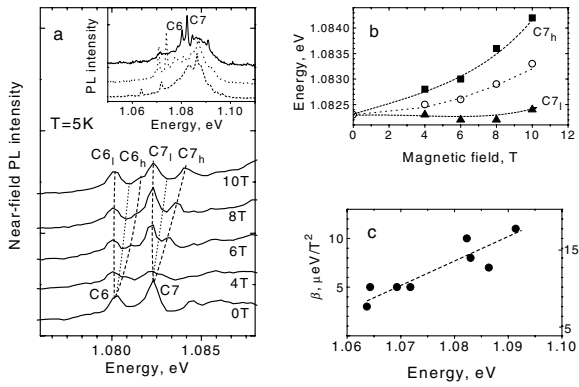 a
C6 C7
PL intensity
1.05 1.08 1.10
Energy, eV
T=5K
Near-field PL intensity
C6l C6h C7l C7h
10T
8T
6T
4T
0T
C6 C7
1.080 1.085
Energy, eV
b
C7h
C7l
Energy, eV
1.0840
1.0835
1.0830
1.0825
0 2 4 6 8 10 12
Magnetic field, T
c
β, μeV/T²
10
5
0
15
5
1.06 1.07 1.08 1.09 1.10
Energy, eV